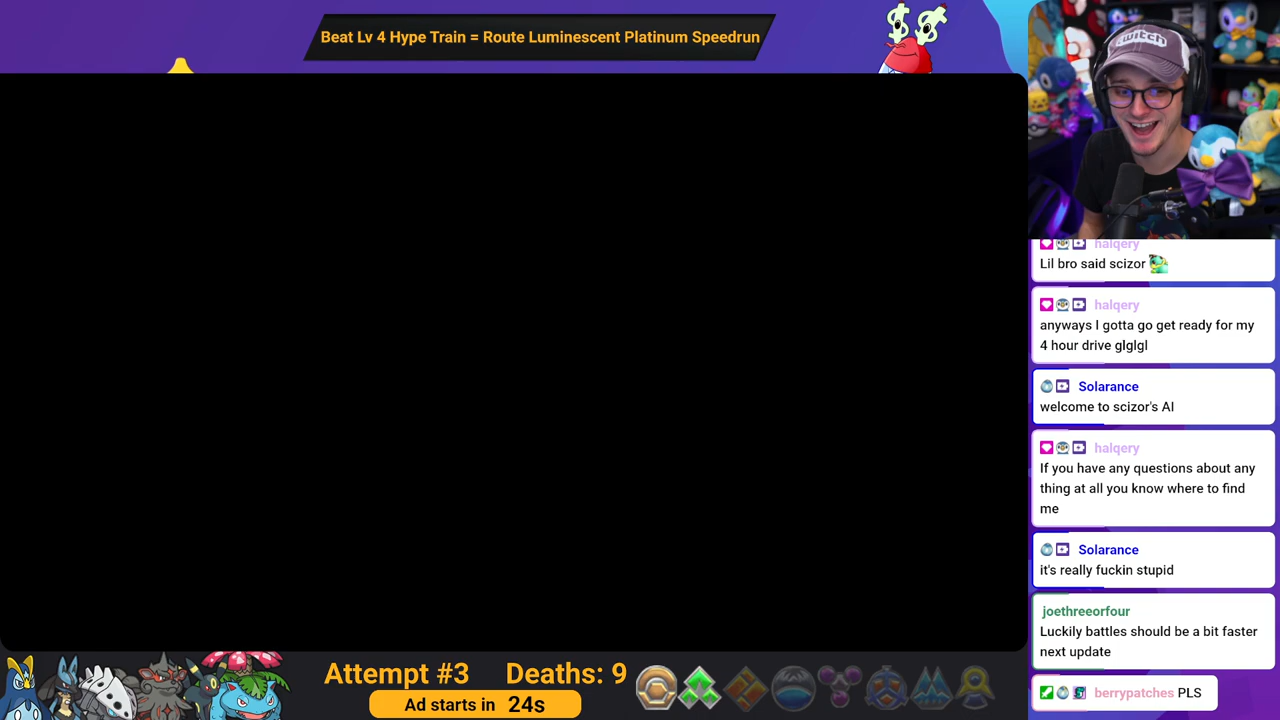 Beat Lv 4 Hype Train = Route Luminescent Platinum Speedrun
twitch
halqery
Lil bro said scizor
halqery
anyways I gotta go get ready for my
4 hour drive glglgl
Solarance
welcome to scizor's AI
halqery
If you have any questions about any
thing at all you know where to find
me
Solarance
it's really fuckin stupid
joethreeorfour
Luckily battles should be a bit faster
next update
berrypatches PLS
Attempt #3 Deaths: 9
Ad starts in 24s